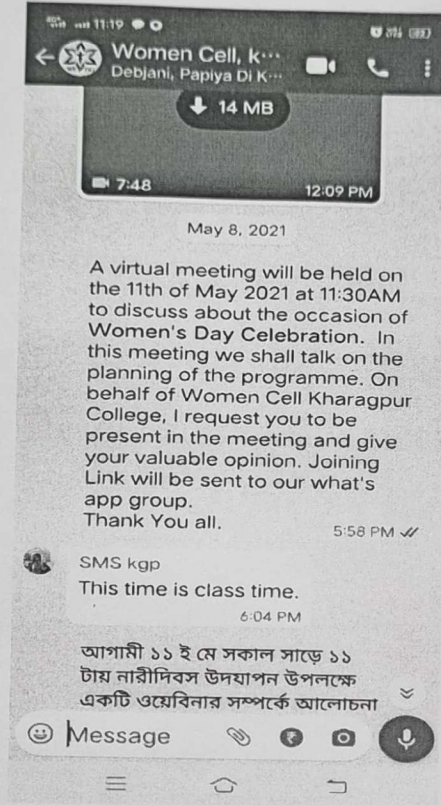 11:19
Women Cell, k...
Debjani, Papiya Di K...
14 MB
7:48
12:09 PM
May 8, 2021
A virtual meeting will be held on
the 11th of May 2021 at 11:30AM
to discuss about the occasion of
Women's Day Celebration. In
this meeting we shall talk on the
planning of the programme. On
behalf of Women Cell Kharagpur
College, I request you to be
present in the meeting and give
your valuable opinion. Joining
Link will be sent to our what's
app group.
Thank You all.
5:58 PM
SMS kgp
This time is class time.
6:04 PM
আগামী ১১ ই মে সকাল সাড়ে ১১
টায় নারীদিবস উদযাপন উপলক্ষে
একটি ওয়েবিনার সম্পর্কে আলোচনা
Message